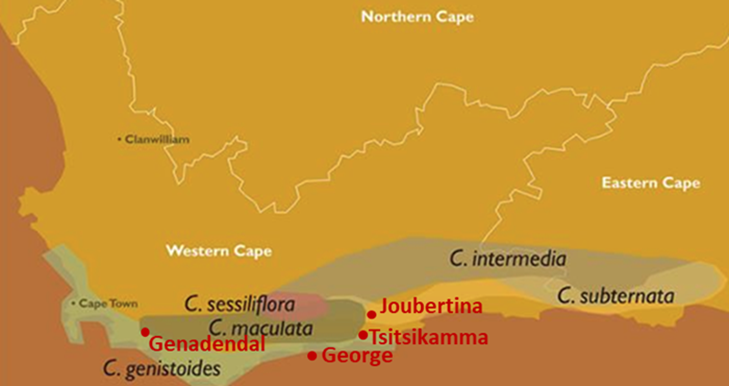 Northern Cape
• Clanwilliam
Eastern Cape
Western Cape
C. intermedia
C. subternata
• Cape Town
C. sessiliflora
Joubertina
C. maculata
Tsitsikamma
Genadendal
George
C. genistoides